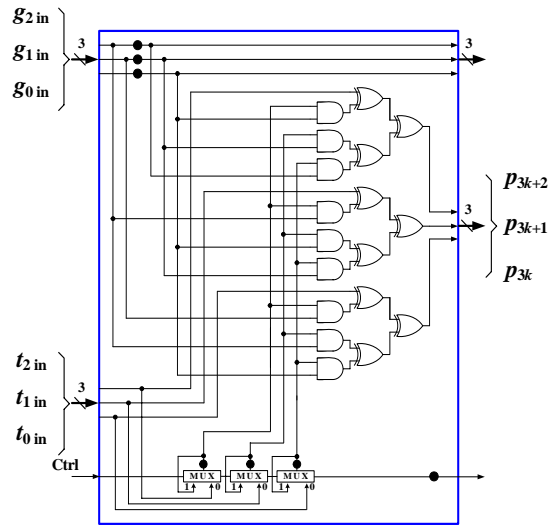 g2 in
g1 in
g0 in
3
3
p3k+2
p3k+1
p3k
3
t2 in
t1 in
t0 in
3
Ctrl
MUX MUX MUX
1 0 1 0 1 0